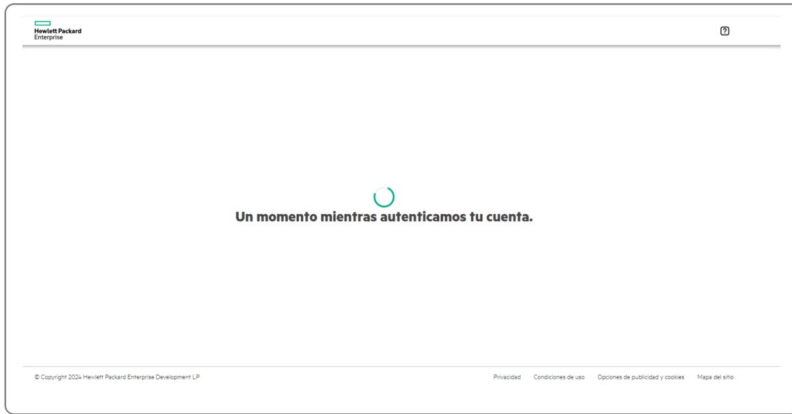 Hewlett Packard
Enterprise
?
Un momento mientras autenticamos tu cuenta.
© Copyright 2024 Hewlett Packard Enterprise Development LP
Privacidad Condiciones de uso Opciones de publicidad y cookies Mapa del sitio